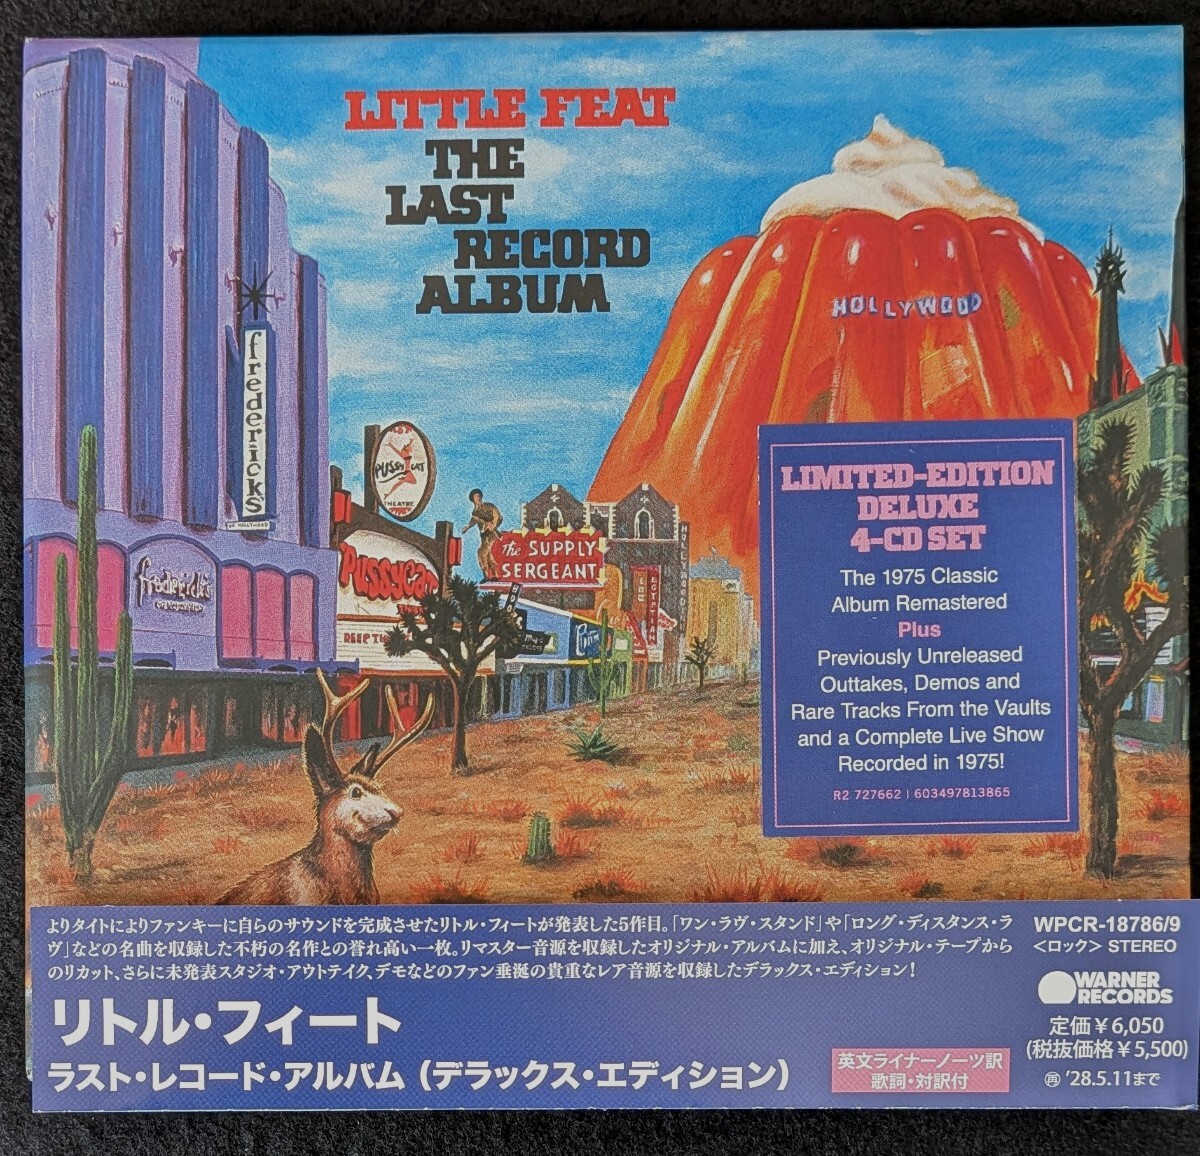 LITTLE FEAT
THE
LAST
RECORD
ALBUM
HOLLYWOOD
fredericks
OF HOLLYWOOD
PUSSYCAT
THEATRE
the SUPPLY
SERGEANT
Pussycat
frederick's
EGYPTIAN
HOLLYWOOD
LIMITED-EDITION
DELUXE
4-CD SET
The 1975 Classic
Album Remastered
Plus
Previously Unreleased
Outtakes, Demos and
Rare Tracks From the Vaults
and a Complete Live Show
Recorded in 1975!
R2 727662 | 603497813865
よりタイトによりファンキーに自らのサウンドを完成させたリトル・フィートが発表した5作目。「ワン・ラヴ・スタンド」や「ロング・ディスタンス・ラ
ヴ」などの名曲を収録した不朽の名作との誉れ高い一枚。リマスター音源を収録したオリジナル・アルバムに加え、オリジナル・テープから
のリカット、さらに未発表スタジオ・アウトテイク、デモなどのファン垂涎の貴重なレア音源を収録したデラックス・エディション!
リトル・フィート
ラスト・レコード・アルバム（デラックス・エディション）
英文ライナーノーツ訳
歌詞・対訳付
WPCR-18786/9
＜ロック＞ STEREO
WARNER
RECORDS
定価￥6,050
(税抜価格￥5,500)
㊐ '28.5.11まで